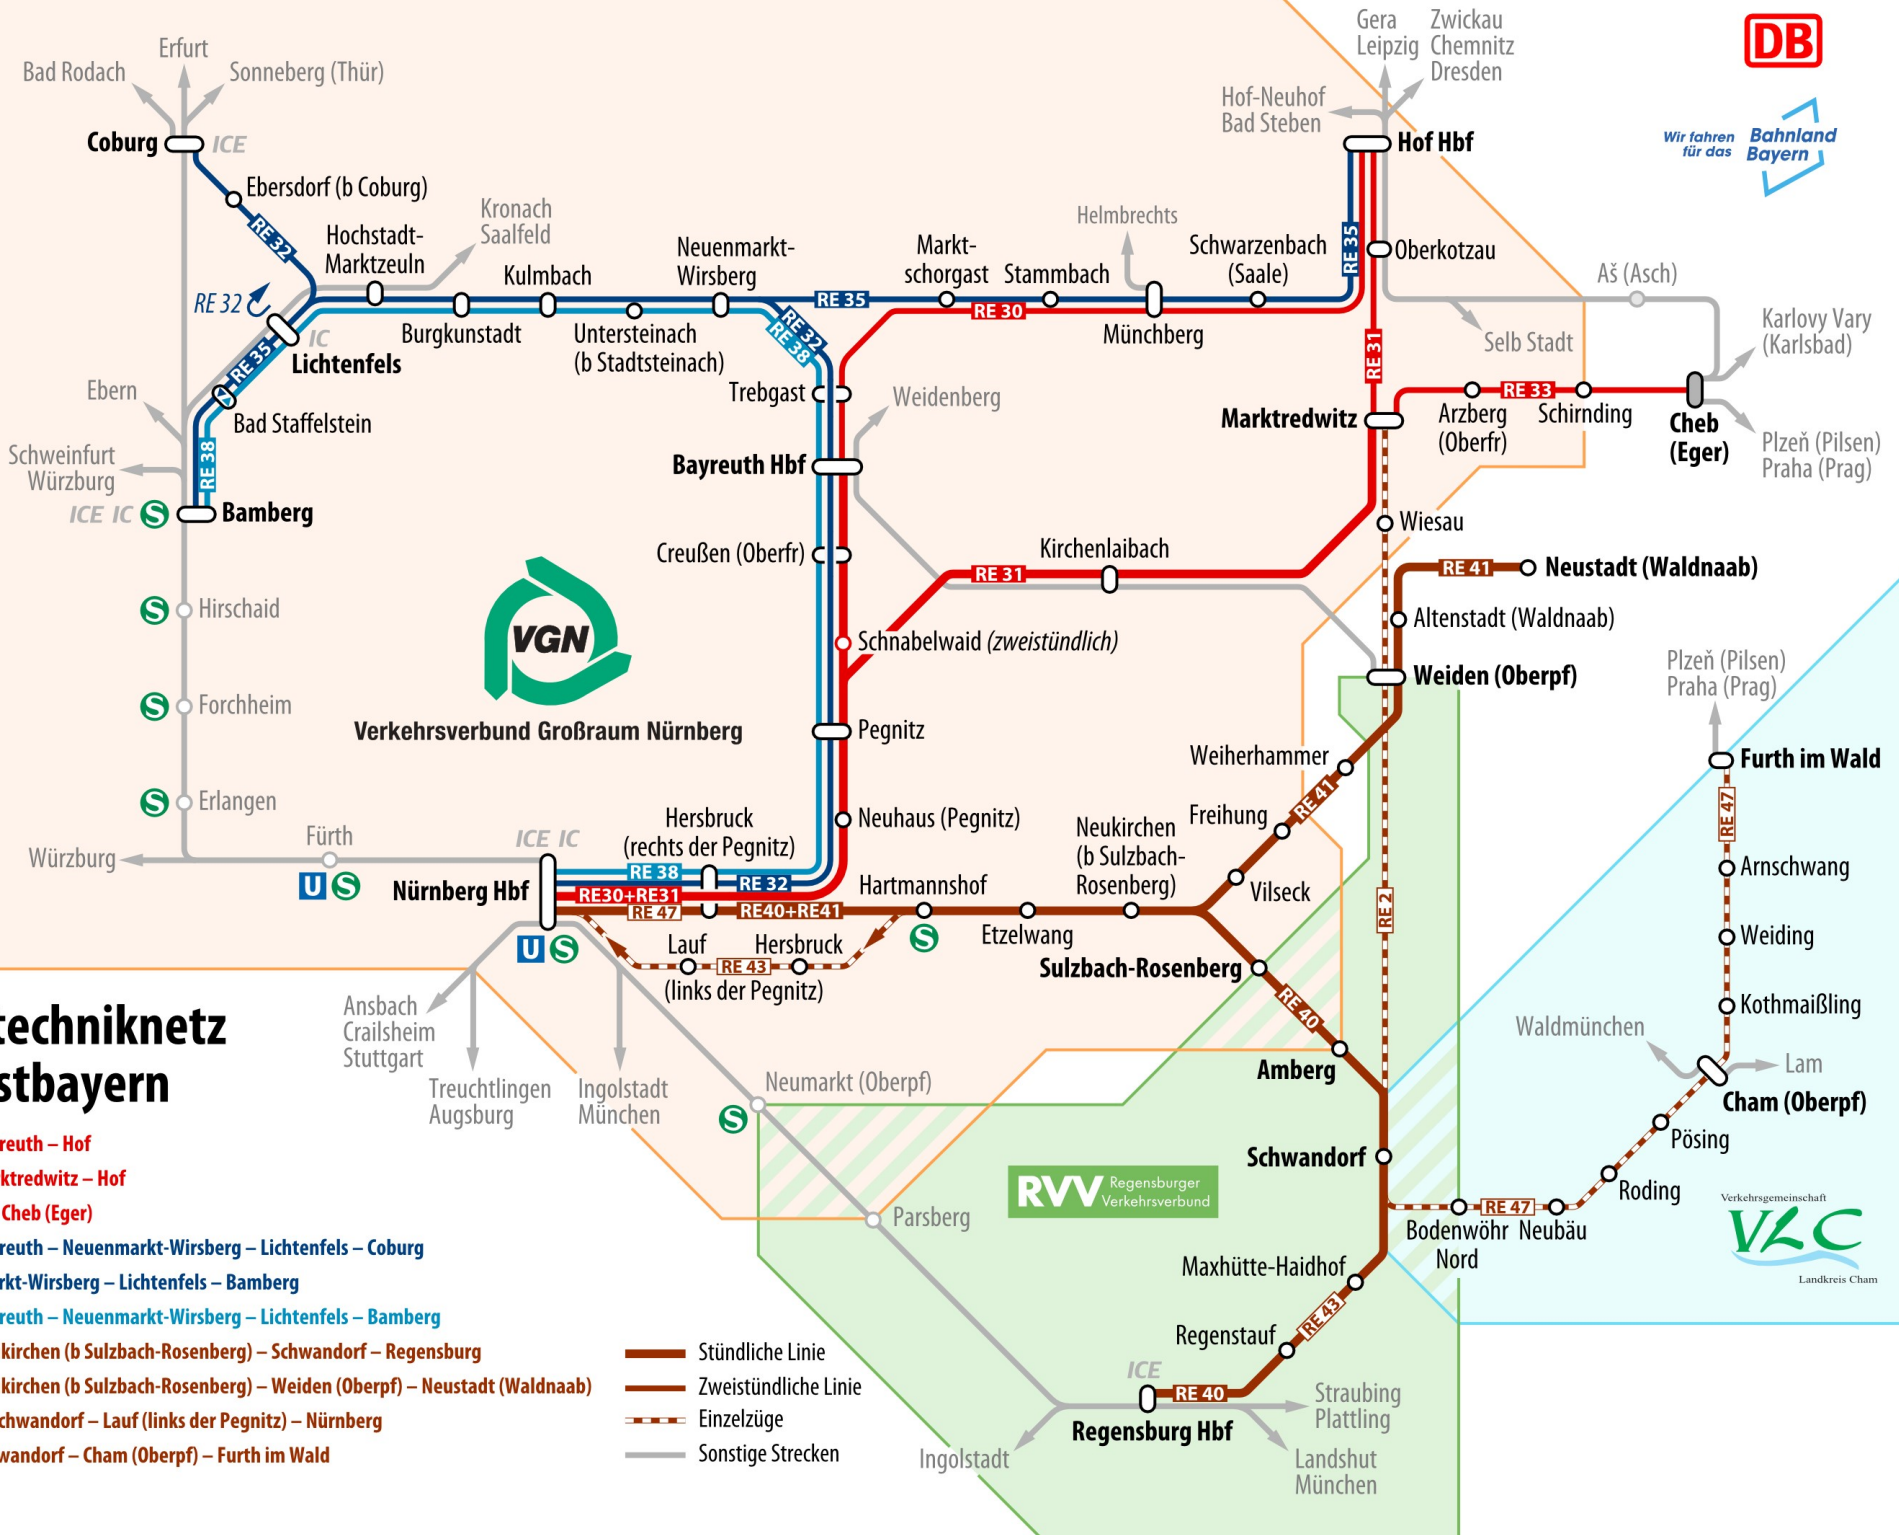 Gera
Leipzig
Zwickau
Chemnitz
Dresden
DB
Erfurt
Bad Rodach
Sonneberg (Thür)
Hof-Neuhof
Bad Steben
Coburg
ICE
Hof Hbf
Wir fahren
für das
Bahnland
Bayern
Ebersdorf (b Coburg)
RE 32
Kronach
Saalfeld
Hochstadt-
Marktzeuln
Kulmbach
Neuenmarkt-
Wirsberg
Markt-
schorgast
Stammbach
Helmbrechts
Schwarzenbach
(Saale)
RE 35
Oberkotzau
Aš (Asch)
RE 32
RE 35
RE 30
IC
Lichtenfels
Burgkunstadt
Untersteinach
(b Stadtsteinach)
RE 32
RE 38
Münchberg
RE 31
Selb Stadt
Karlovy Vary
(Karlsbad)
RE 35
Ebern
Bad Staffelstein
Trebgast
Weidenberg
Marktredwitz
RE 33
Arzberg
(Oberfr)
Schirnding
Cheb
(Eger)
Plzeň (Pilsen)
Praha (Prag)
Schweinfurt
Würzburg
RE 38
Bayreuth Hbf
ICE IC
S
Bamberg
Wiesau
Creußen (Oberfr)
Kirchenlaibach
RE 31
RE 41
Neustadt (Waldnaab)
S
Hirschaid
VGN
Altenstadt (Waldnaab)
Schnabelwaid (zweistündlich)
Plzeň (Pilsen)
Praha (Prag)
Weiden (Oberpf)
S
Forchheim
Verkehrsverbund Großraum Nürnberg
Pegnitz
Weiherhammer
Furth im Wald
RE 41
RE 47
S
Erlangen
Freihung
Hersbruck
(rechts der Pegnitz)
Neuhaus (Pegnitz)
Neukirchen
(b Sulzbach-
Rosenberg)
Fürth
ICE IC
Würzburg
U S
Nürnberg Hbf
RE 38
RE 32
RE30+RE31
RE 47
RE40+RE41
Hartmannshof
Vilseck
RE 2
Arnschwang
U S
Lauf
Hersbruck
RE 43
(links der Pegnitz)
S
Etzelwang
Sulzbach-Rosenberg
Weiding
RE 40
Kothmaißling
Ansbach
Crailsheim
Stuttgart
Treuchtlingen
Augsburg
Ingolstadt
München
Neumarkt (Oberpf)
S
Amberg
Waldmünchen
Lam
Cham (Oberpf)
techniknetz
stbayern
Pösing
Schwandorf
RVV
Regensburger
Verkehrsverbund
Roding
Parsberg
RE 47
Bodenwöhr
Nord
Neubäu
Verkehrsgemeinschaft
VLC
Landkreis Cham
Maxhütte-Haidhof
RE 43
Regenstauf
ICE
RE 40
Regensburg Hbf
Straubing
Plattling
Ingolstadt
Landshut
München
reuth – Hof
ktredwitz – Hof
Cheb (Eger)
reuth – Neuenmarkt-Wirsberg – Lichtenfels – Coburg
rkt-Wirsberg – Lichtenfels – Bamberg
reuth – Neuenmarkt-Wirsberg – Lichtenfels – Bamberg
kirchen (b Sulzbach-Rosenberg) – Schwandorf – Regensburg
kirchen (b Sulzbach-Rosenberg) – Weiden (Oberpf) – Neustadt (Waldnaab)
chwandorf – Lauf (links der Pegnitz) – Nürnberg
wandorf – Cham (Oberpf) – Furth im Wald
Stündliche Linie
Zweistündliche Linie
Einzelzüge
Sonstige Strecken